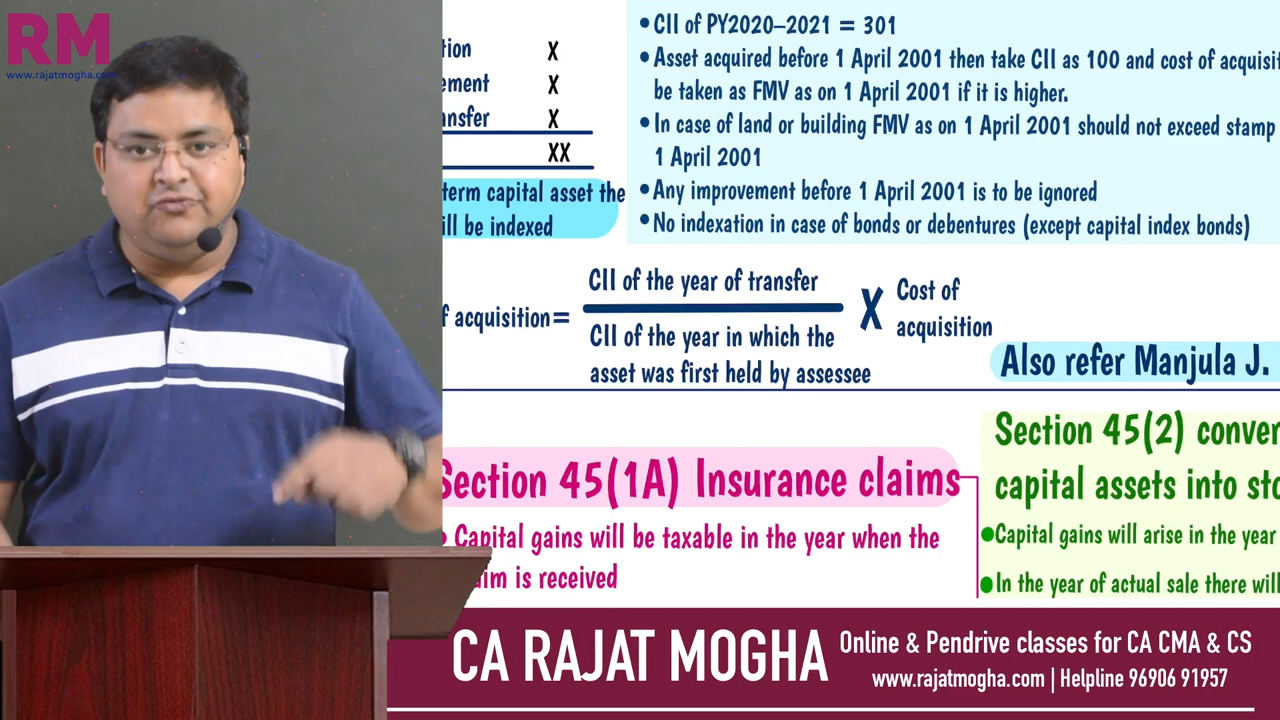 RM
www.rajatmogha.com
tion X
ement X
ansfer X
XX
term capital asset the
ill be indexed
•CII of PY2020–2021 = 301
•Asset acquired before 1 April 2001 then take CII as 100 and cost of acquisit
be taken as FMV as on 1 April 2001 if it is higher.
•In case of land or building FMV as on 1 April 2001 should not exceed stamp
1 April 2001
•Any improvement before 1 April 2001 is to be ignored
•No indexation in case of bonds or debentures (except capital index bonds)
f acquisition=
CII of the year of transfer
CII of the year in which the
asset was first held by assessee
X
Cost of
acquisition
Also refer Manjula J.
Section 45(1A) Insurance claims
• Capital gains will be taxable in the year when the
aim is received
Section 45(2) conver
capital assets into sto
•Capital gains will arise in the year
•In the year of actual sale there will
CA RAJAT MOGHA
Online & Pendrive classes for CA CMA & CS
www.rajatmogha.com | Helpline 96906 91957